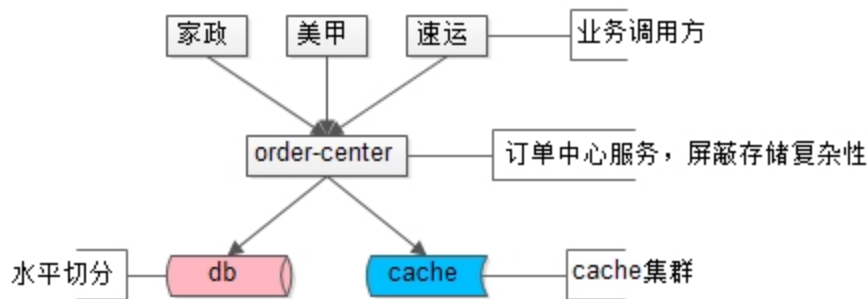 家政
美甲
速运
业务调用方
order-center
订单中心服务，屏蔽存储复杂性
水平切分
db
cache
cache集群